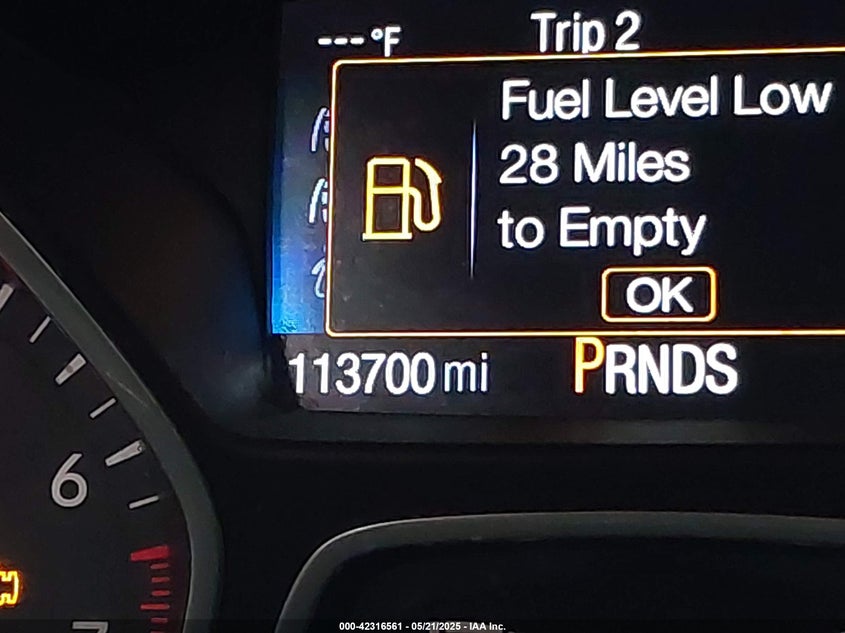 ---°F
Trip 2
Fuel Level Low
28 Miles
to Empty
OK
113700 mi
PRNDS
6
7
000-42316561 - 05/21/2025 - IAA Inc.